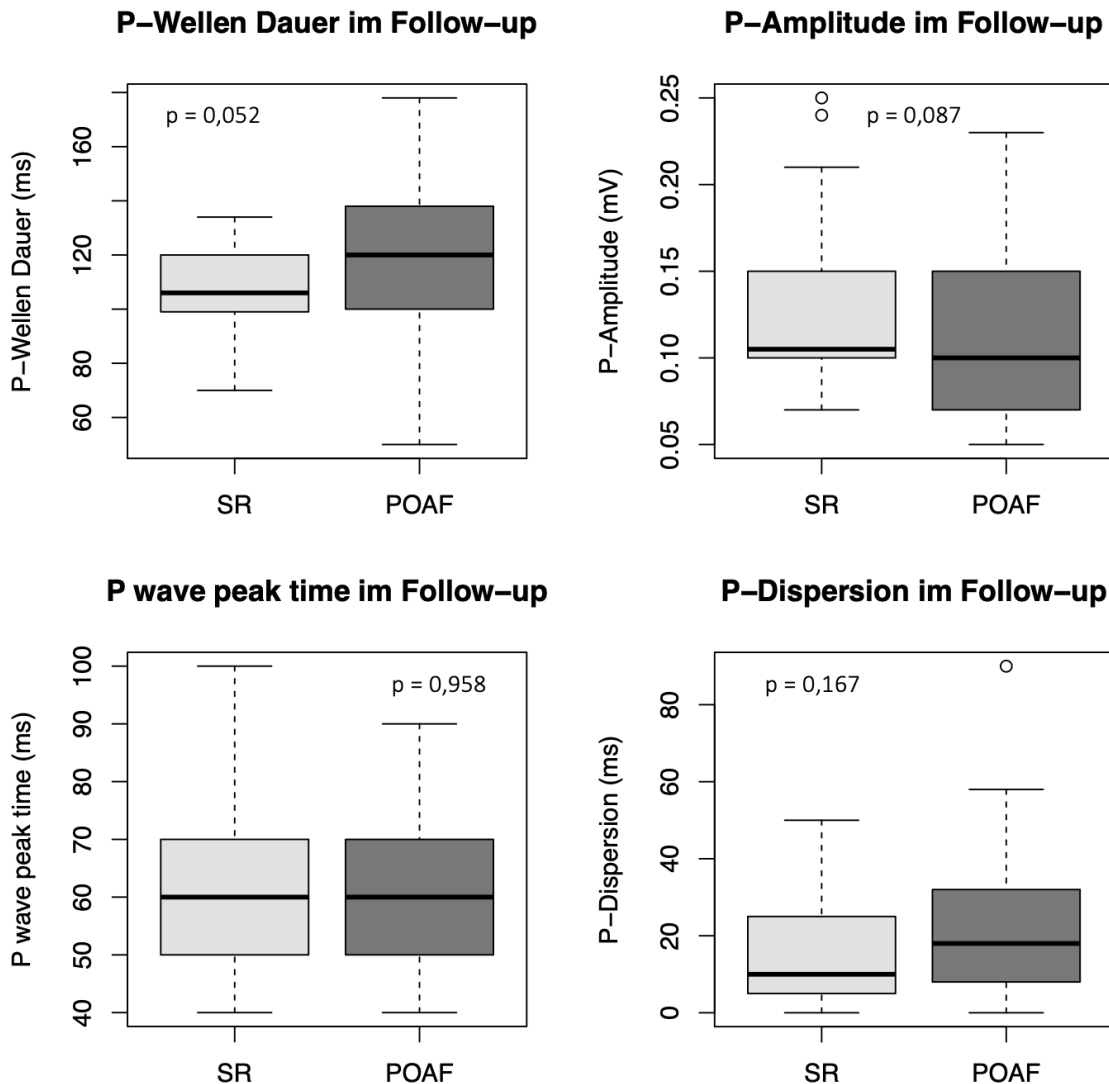 P–Wellen Dauer im Follow–up
p = 0,052
P–Wellen Dauer (ms)
160
120
80
60
SR
POAF
P–Amplitude im Follow–up
p = 0,087
P–Amplitude (mV)
0.25
0.20
0.15
0.10
0.05
SR
POAF
P wave peak time im Follow–up
p = 0,958
P wave peak time (ms)
100
90
80
70
60
50
40
SR
POAF
P–Dispersion im Follow–up
p = 0,167
P–Dispersion (ms)
80
60
40
20
0
SR
POAF